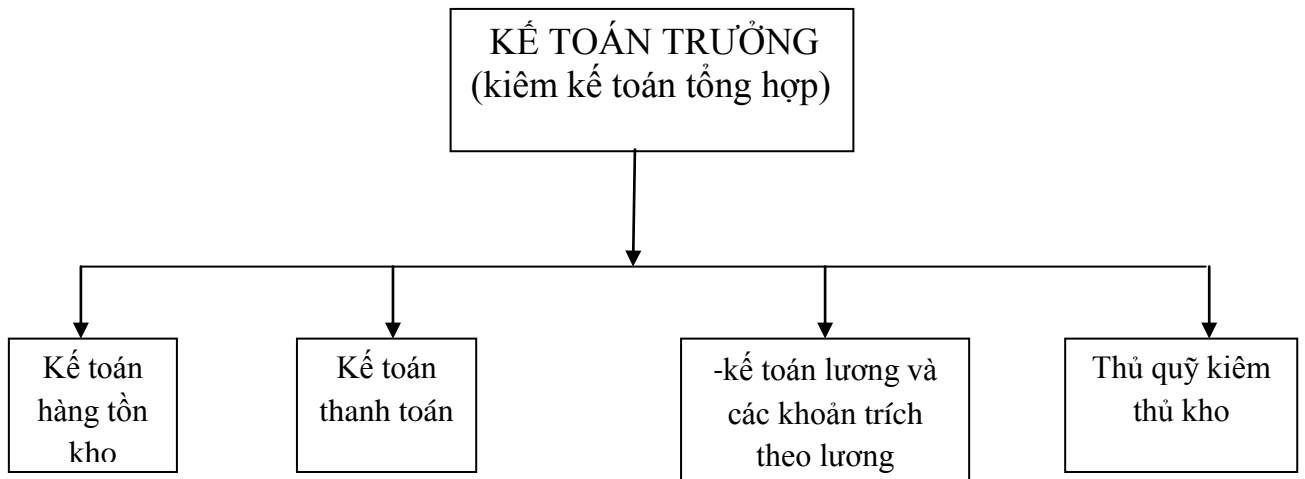 KẾ TOÁN TRƯỞNG
(kiêm kế toán tổng hợp)
Kế toán
hàng tồn
kho
Kế toán
thanh toán
-kế toán lương và
các khoản trích
theo lương
Thủ quỹ kiêm
thủ kho